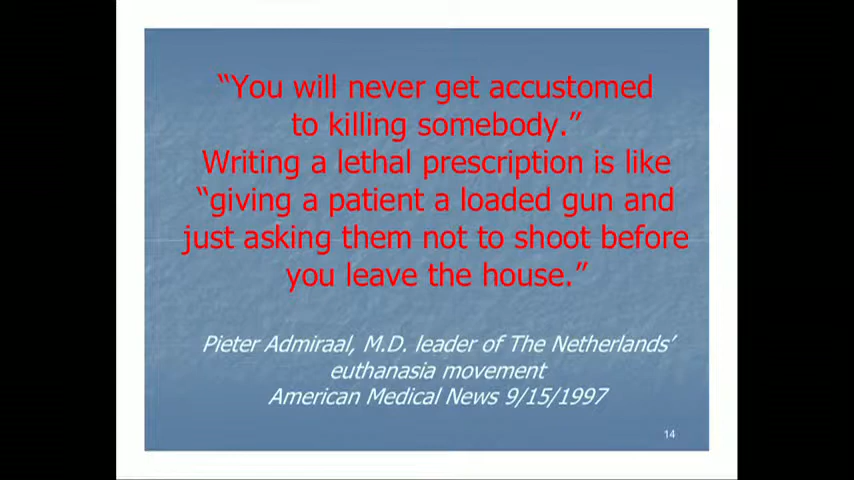 “You will never get accustomed
to killing somebody.”
Writing a lethal prescription is like
“giving a patient a loaded gun and
just asking them not to shoot before
you leave the house.”
Pieter Admiraal, M.D. leader of The Netherlands’
euthanasia movement
American Medical News 9/15/1997
14